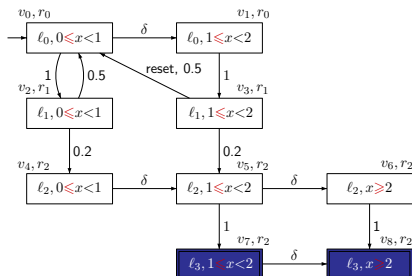 v₀, r₀
v₁, r₀
ℓ₀, 0⩽x<1
δ
ℓ₀, 1⩽x<2
1
0.5
reset, 0.5
1
v₂, r₁
v₃, r₁
ℓ₁, 0⩽x<1
ℓ₁, 1⩽x<2
0.2
0.2
v₄, r₂
v₅, r₂
v₆, r₂
ℓ₂, 0⩽x<1
δ
ℓ₂, 1⩽x<2
δ
ℓ₂, x⩾2
1
1
v₇, r₂
v₈, r₂
ℓ₃, 1⩽x<2
δ
ℓ₃, x⩾2